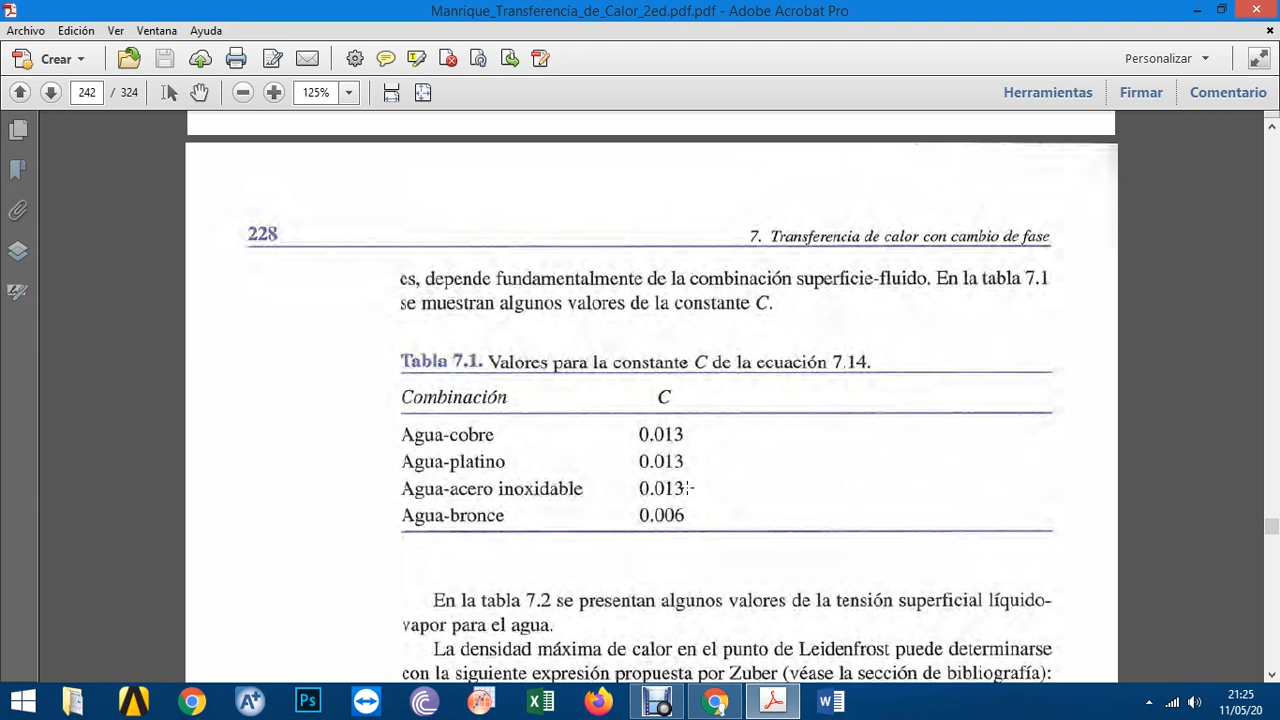 Manrique_Transferencia_de_Calor_2ed.pdf.pdf - Adobe Acrobat Pro
Archivo Edición Ver Ventana Ayuda
Crear Personalizar
242 / 324 125% Herramientas Firmar Comentario
228 7. Transferencia de calor con cambio de fase
es, depende fundamentalmente de la combinación superficie-fluido. En la tabla 7.1
se muestran algunos valores de la constante C.
Tabla 7.1. Valores para la constante C de la ecuación 7.14.
Combinación C
Agua-cobre 0.013
Agua-platino 0.013
Agua-acero inoxidable 0.013
Agua-bronce 0.006
En la tabla 7.2 se presentan algunos valores de la tensión superficial líquido-
vapor para el agua.
La densidad máxima de calor en el punto de Leidenfrost puede determinarse
con la siguiente expresión propuesta por Zuber (véase la sección de bibliografía):
21:25
11/05/20